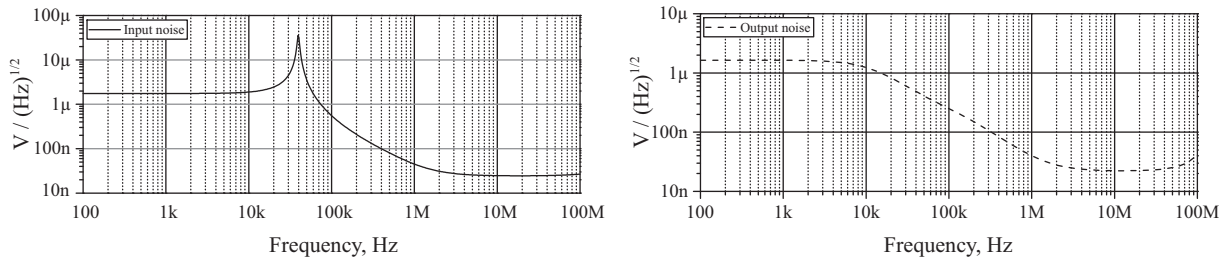 100µ
10µ
1µ
100n
10n
V / (Hz)^1/2
Input noise
100 1k 10k 100k 1M 10M 100M
Frequency, Hz
10µ
1µ
100n
10n
V / (Hz)^1/2
Output noise
100 1k 10k 100k 1M 10M 100M
Frequency, Hz